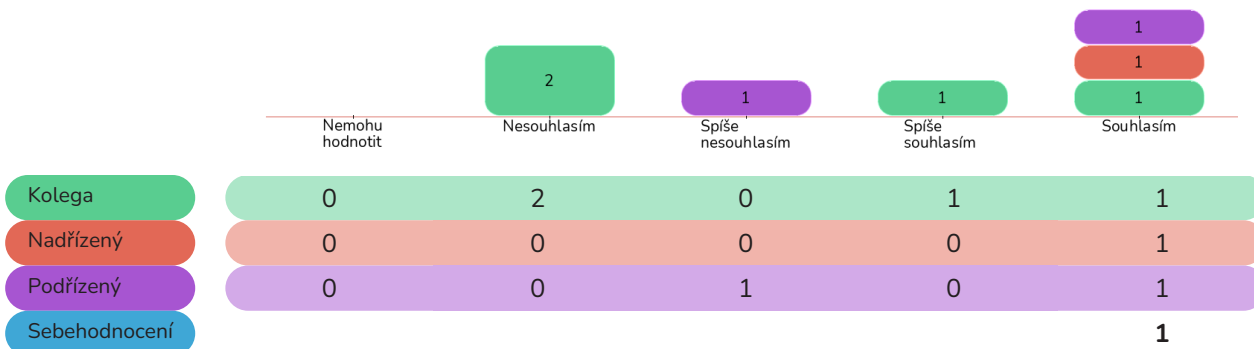 1
1
2 1 1 1
Nemohu hodnotit Nesouhlasím Spíše nesouhlasím Spíše souhlasím Souhlasím
Kolega 0 2 0 1 1
Nadřízený 0 0 0 0 1
Podřízený 0 0 1 0 1
Sebehodnocení 1